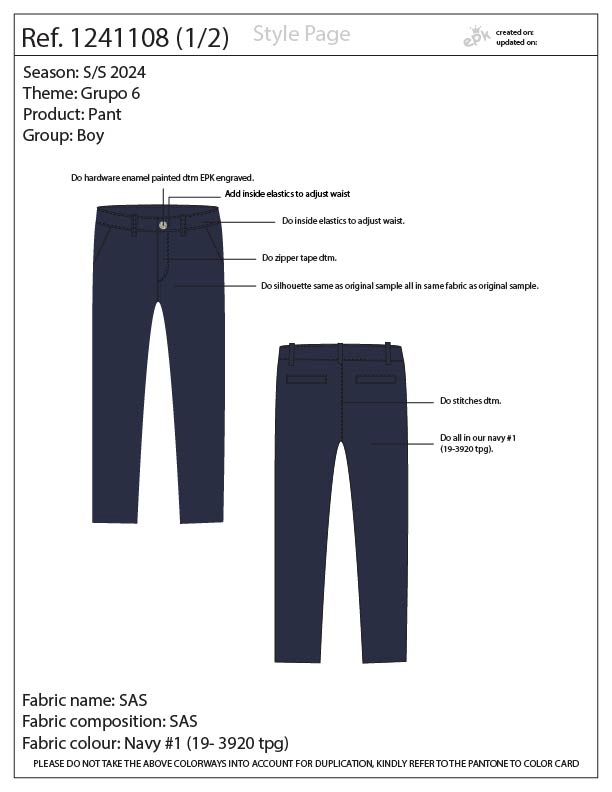 Ref. 1241108 (1/2)
Style Page
epk
created on:
updated on:
Season: S/S 2024
Theme: Grupo 6
Product: Pant
Group: Boy
Do hardware enamel painted dtm EPK engraved.
Add inside elastics to adjust waist
Do inside elastics to adjust waist.
Do zipper tape dtm.
Do silhouette same as original sample all in same fabric as original sample.
Do stitches dtm.
Do all in our navy #1
(19-3920 tpg).
Fabric name: SAS
Fabric composition: SAS
Fabric colour: Navy #1 (19- 3920 tpg)
PLEASE DO NOT TAKE THE ABOVE COLORWAYS INTO ACCOUNT FOR DUPLICATION, KINDLY REFER TO THE PANTONE TO COLOR CARD